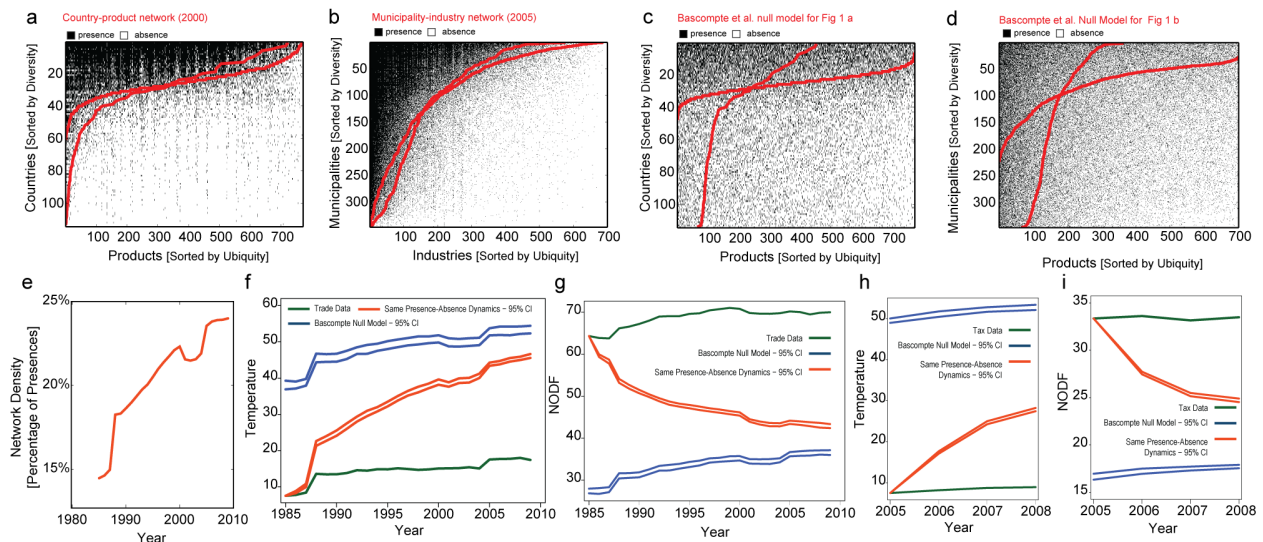 a
Country-product network (2000)
presence absence
Countries [Sorted by Diversity]
20
40
60
80
100
100 200 300 400 500 600 700
Products [Sorted by Ubiquity]
b
Municipality-industry network (2005)
presence absence
Municipalities [Sorted by Diversity]
50
100
150
200
250
300
100 200 300 400 500 600 700
Industries [Sorted by Ubiquity]
c
Bascompte et al. null model for Fig 1 a
presence absence
Countries [Sorted by Diversity]
20
40
60
80
100
100 200 300 400 500 600 700
Products [Sorted by Ubiquity]
d
Bascompte et al. Null Model for Fig 1 b
presence absence
Municipalities [Sorted by Diversity]
50
100
150
200
250
300
100 200 300 400 500 600 700
Products [Sorted by Ubiquity]
e
Network Density
[Percentage of Presences]
25%
20%
15%
1980 1990 2000 2010
Year
f
Temperature
60
50
40
30
20
10
Trade Data
Same Presence-Absence Dynamics – 95% CI
Bascompte Null Model – 95% CI
1985 1990 1995 2000 2005 2010
Year
g
NODF
70
60
50
40
30
Trade Data
Bascompte Null Model – 95% CI
Same Presence-Absence Dynamics – 95% CI
1985 1990 1995 2000 2005 2010
Year
h
Temperature
50
40
30
20
10
Tax Data
Bascompte Null Model – 95% CI
Same Presence-Absence
Dynamics – 95% CI
2005 2006 2007 2008
Year
i
NODF
35
30
25
20
15
Tax Data
Bascompte Null Model – 95% CI
Same Presence-Absence
Dynamics – 95% CI
2005 2006 2007 2008
Year